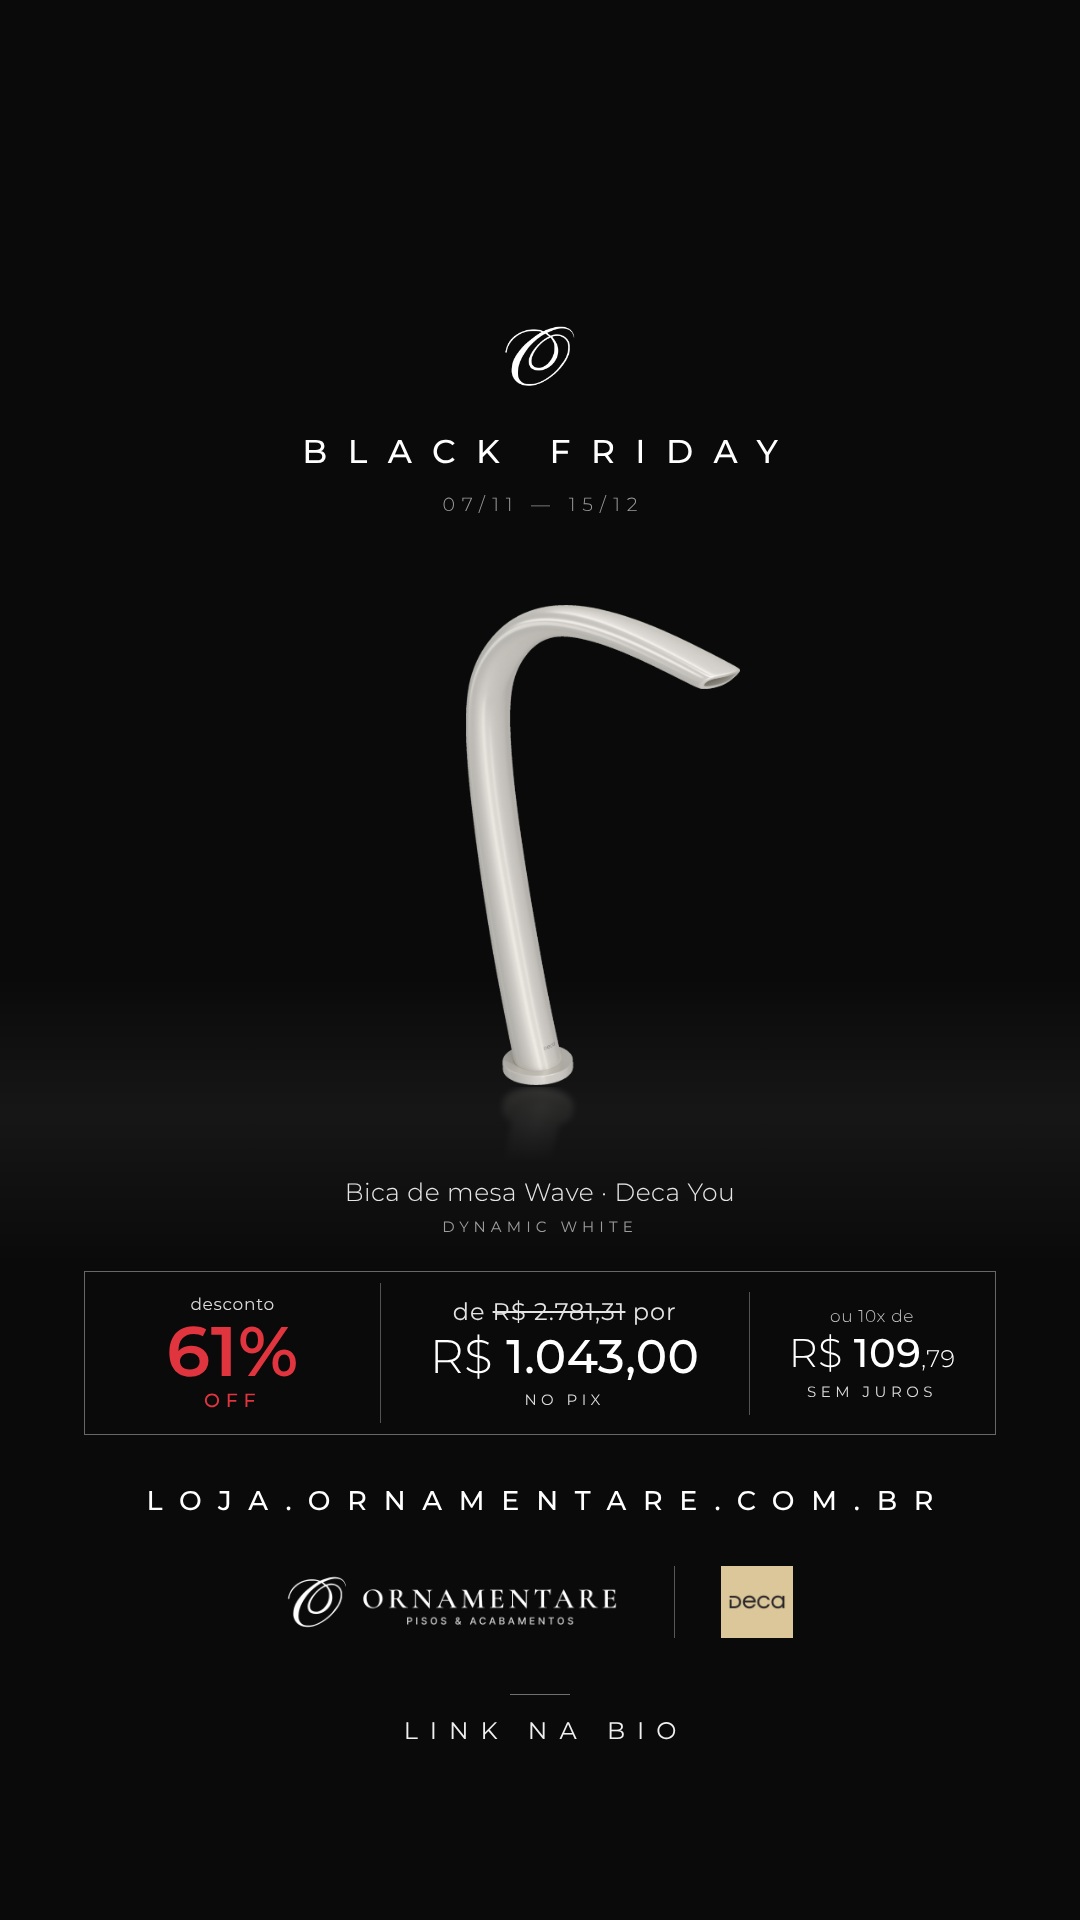 BLACK FRIDAY
07/11 — 15/12
Bica de mesa Wave · Deca You
DYNAMIC WHITE
desconto
61%
OFF
de R$ 2.781,31 por
R$ 1.043,00
NO PIX
ou 10x de
R$ 109,79
SEM JUROS
LOJA.ORNAMENTARE.COM.BR
ORNAMENTARE
PISOS & ACABAMENTOS
Deca
LINK NA BIO